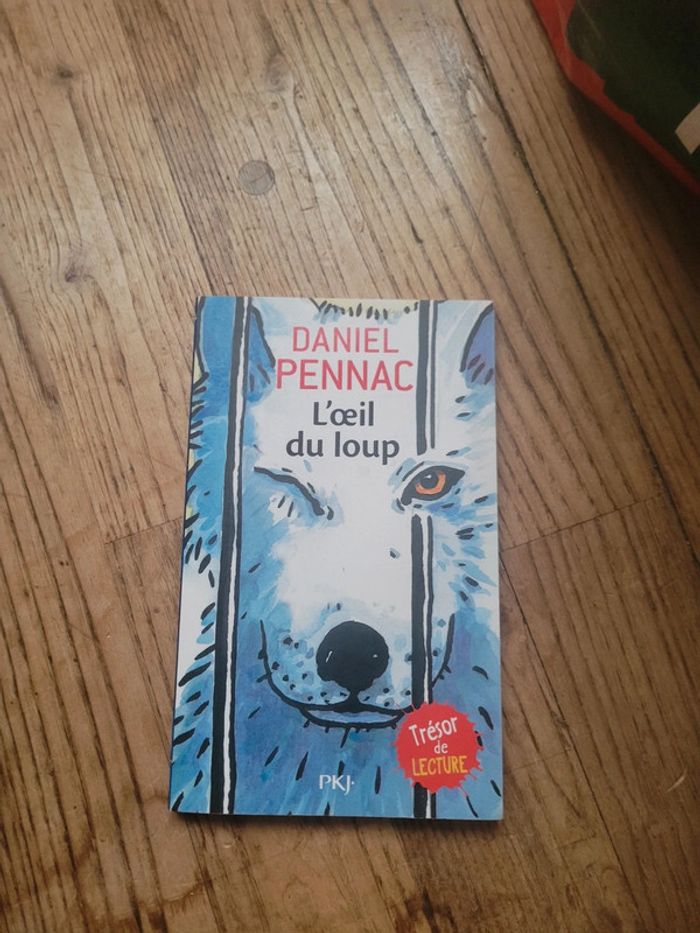 DANIEL
PENNAC
L'œil
du loup
Trésor
de
LECTURE
PKJ·